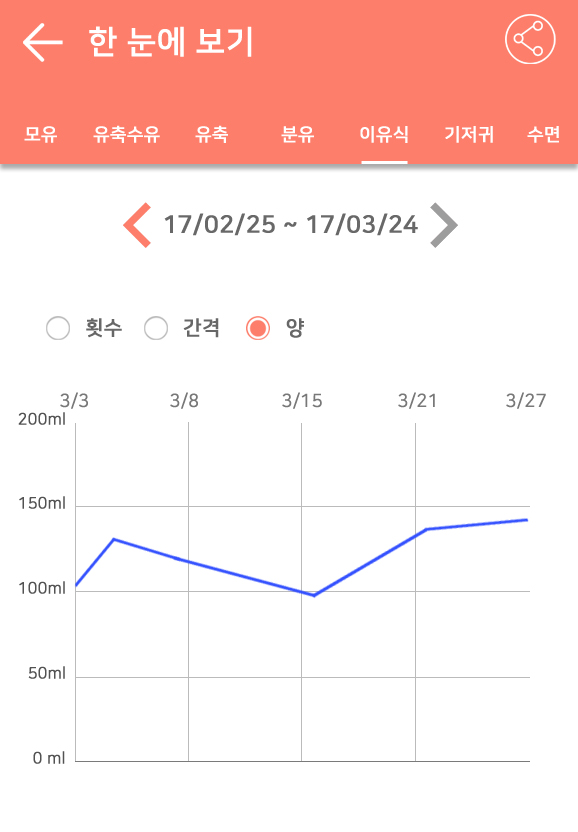 한 눈에 보기
모유 유축수유 유축 분유 이유식 기저귀 수면
17/02/25 ~ 17/03/24
횟수 간격 양
3/3 3/8 3/15 3/21 3/27
200ml
150ml
100ml
50ml
0 ml